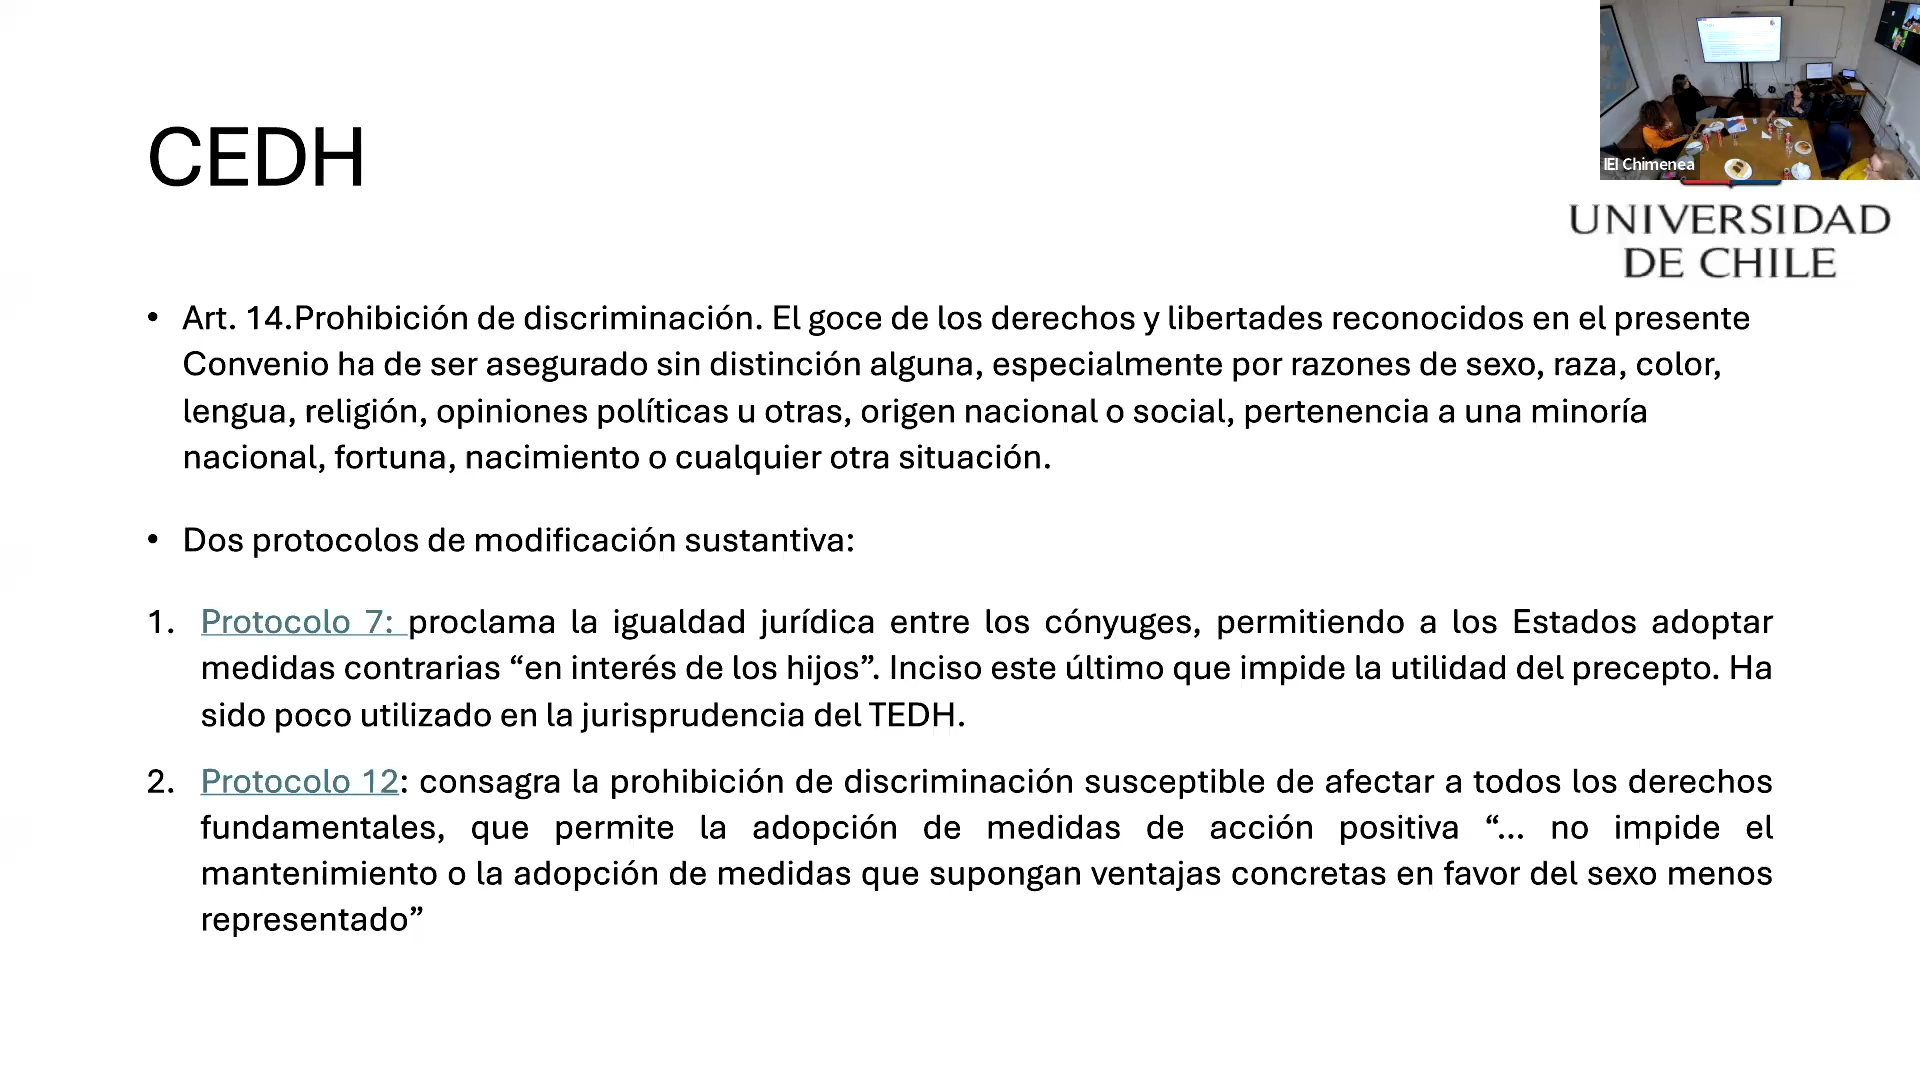 IEI Chimenea
UNIVERSIDAD
DE CHILE
CEDH
• Art. 14.Prohibición de discriminación. El goce de los derechos y libertades reconocidos en el presente
Convenio ha de ser asegurado sin distinción alguna, especialmente por razones de sexo, raza, color,
lengua, religión, opiniones políticas u otras, origen nacional o social, pertenencia a una minoría
nacional, fortuna, nacimiento o cualquier otra situación.
• Dos protocolos de modificación sustantiva:
1. Protocolo 7: proclama la igualdad jurídica entre los cónyuges, permitiendo a los Estados adoptar
medidas contrarias “en interés de los hijos”. Inciso este último que impide la utilidad del precepto. Ha
sido poco utilizado en la jurisprudencia del TEDH.
2. Protocolo 12: consagra la prohibición de discriminación susceptible de afectar a todos los derechos
fundamentales, que permite la adopción de medidas de acción positiva “... no impide el
mantenimiento o la adopción de medidas que supongan ventajas concretas en favor del sexo menos
representado”